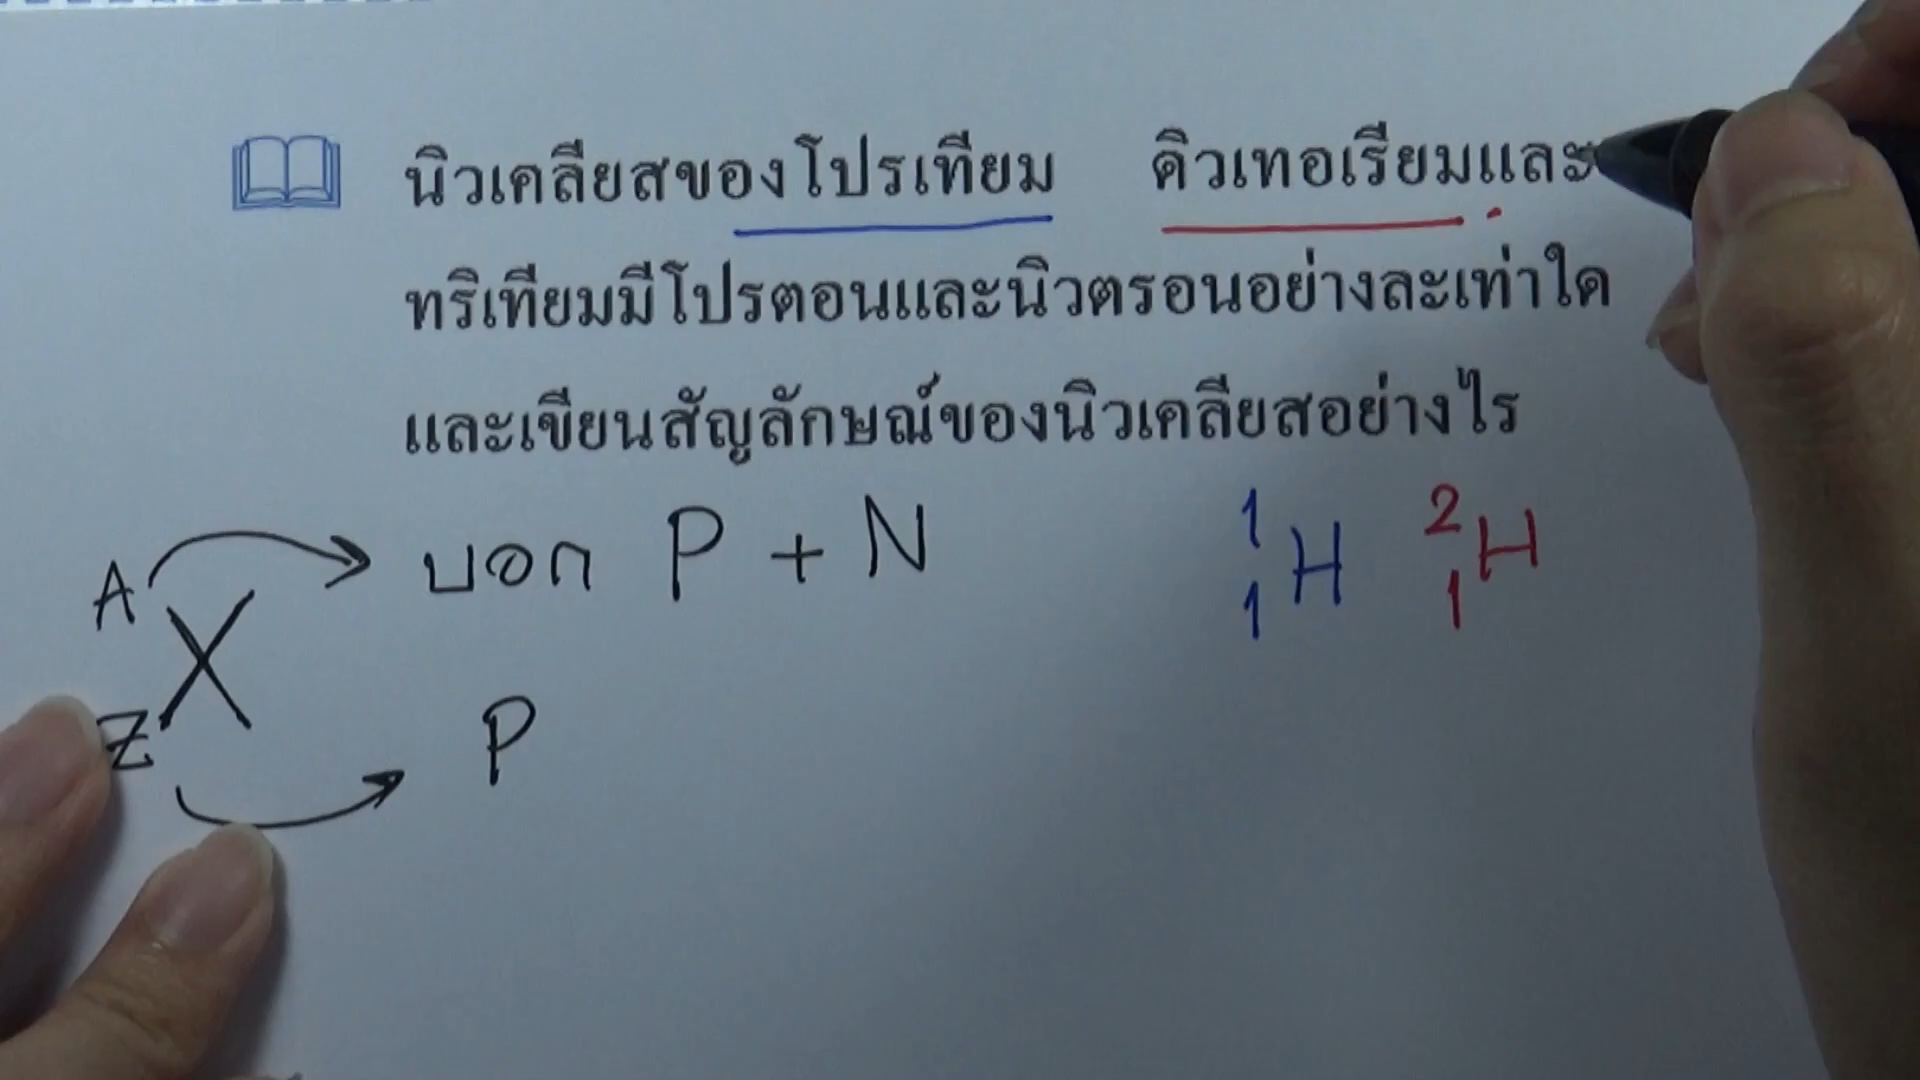 นิวเคลียสของโปรเทียม ดิวเทอเรียมและ
ทริเทียมมีโปรตอนและนิวตรอนอย่างละเท่าใด
และเขียนสัญลักษณ์ของนิวเคลียสอย่างไร
A X Z
บอก P + N
P
1 1 H
2 1 H